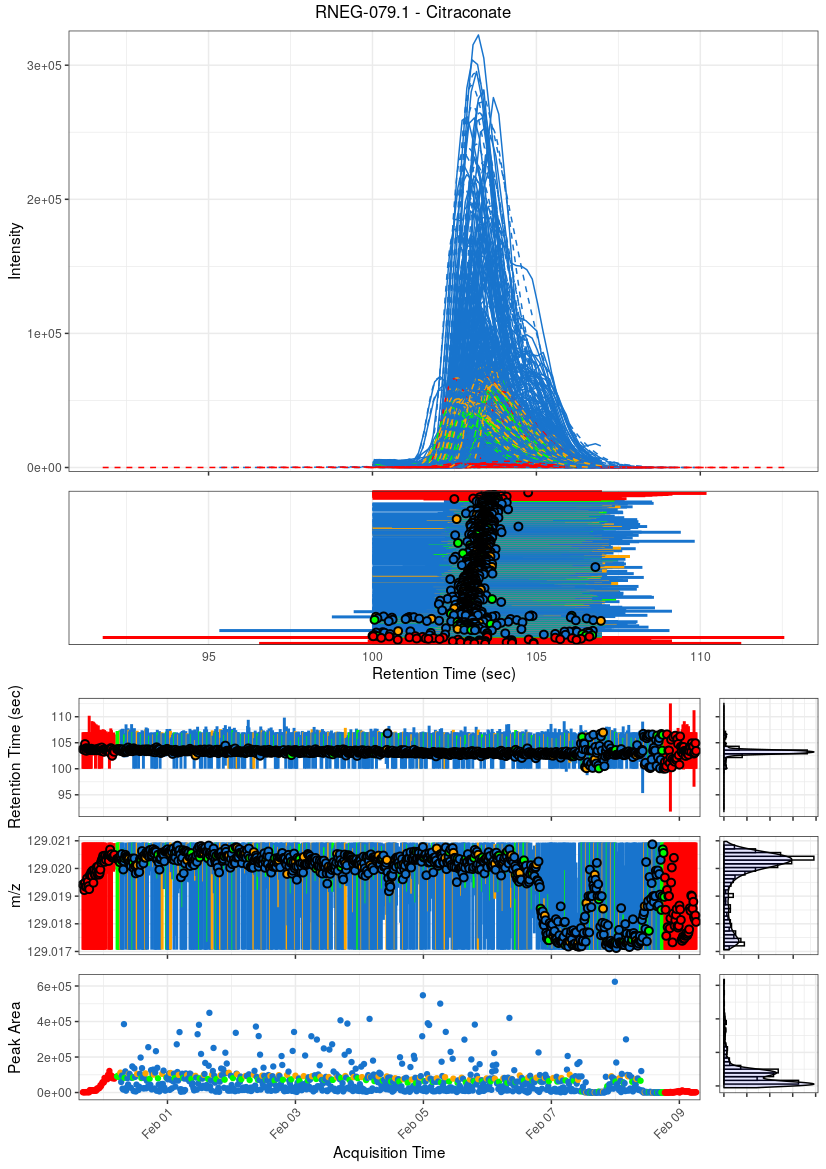 RNEG-079.1 - Citraconate
Intensity
3e+05
2e+05
1e+05
0e+00
95
100
105
110
Retention Time (sec)
Retention Time (sec)
110
105
100
95
m/z
129.021
129.020
129.019
129.018
129.017
Peak Area
6e+05
4e+05
2e+05
0e+00
Feb 01
Feb 03
Feb 05
Feb 07
Feb 09
Acquisition Time